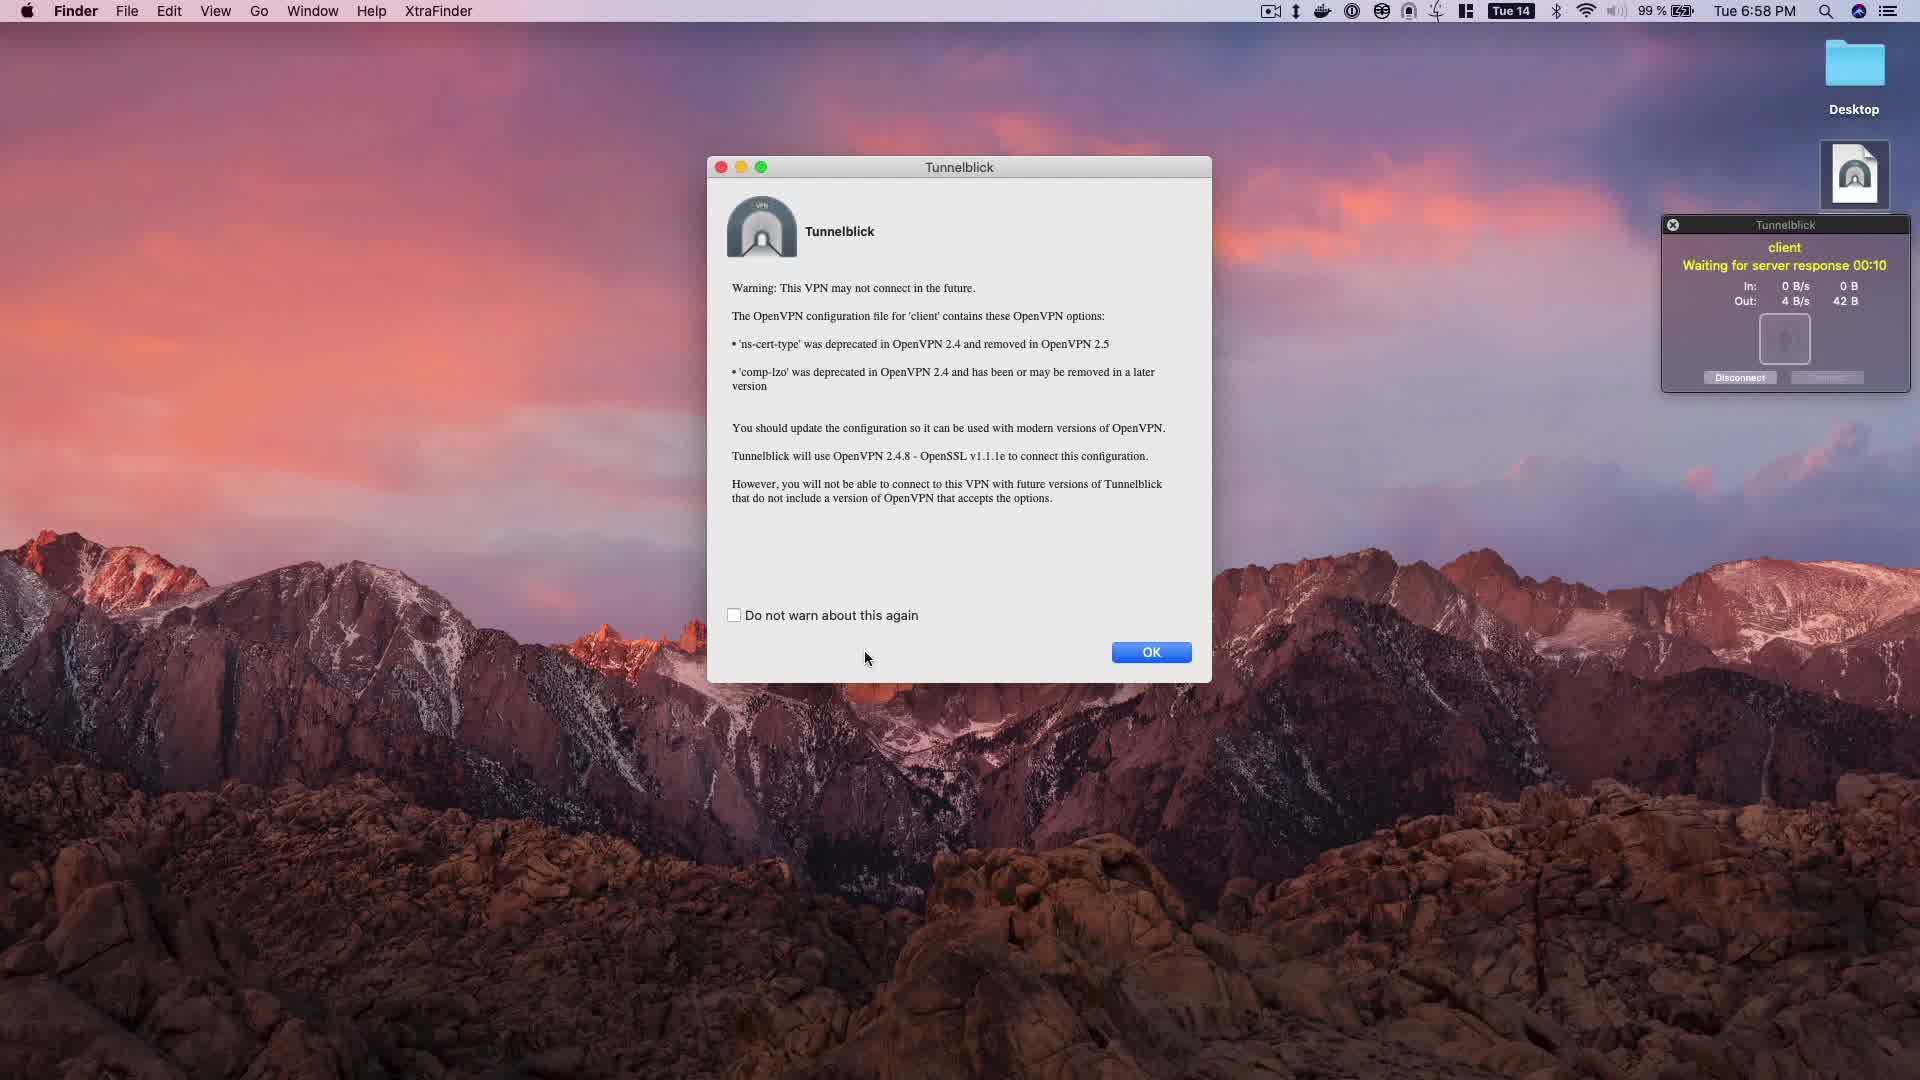 Finder File Edit View Go Window Help XtraFinder
Tue 14 99 % Tue 6:58 PM
Desktop
Tunnelblick
VPN
Tunnelblick
Warning: This VPN may not connect in the future.
The OpenVPN configuration file for 'client' contains these OpenVPN options:
• 'ns-cert-type' was deprecated in OpenVPN 2.4 and removed in OpenVPN 2.5
• 'comp-lzo' was deprecated in OpenVPN 2.4 and has been or may be removed in a later
version
You should update the configuration so it can be used with modern versions of OpenVPN.
Tunnelblick will use OpenVPN 2.4.8 - OpenSSL v1.1.1e to connect this configuration.
However, you will not be able to connect to this VPN with future versions of Tunnelblick
that do not include a version of OpenVPN that accepts the options.
Do not warn about this again
OK
Tunnelblick
client
Waiting for server response 00:10
In: 0 B/s 0 B
Out: 4 B/s 42 B
Disconnect